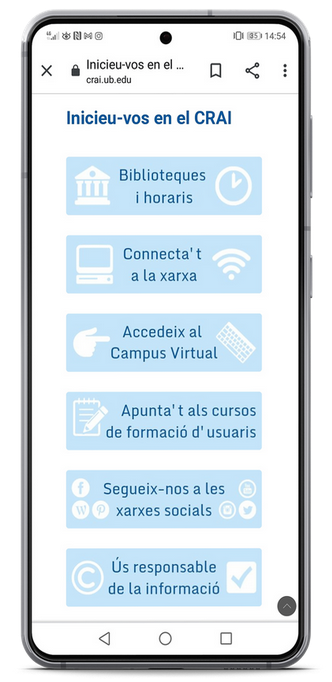 85
14:54
Inicieu-vos en el ...
crai.ub.edu
Inicieu-vos en el CRAI
Biblioteques
i horaris
Connecta't
a la xarxa
Accedeix al
Campus Virtual
Apunta't als cursos
de formació d'usuaris
Segueix-nos a les
xarxes socials
Ús responsable
de la informació